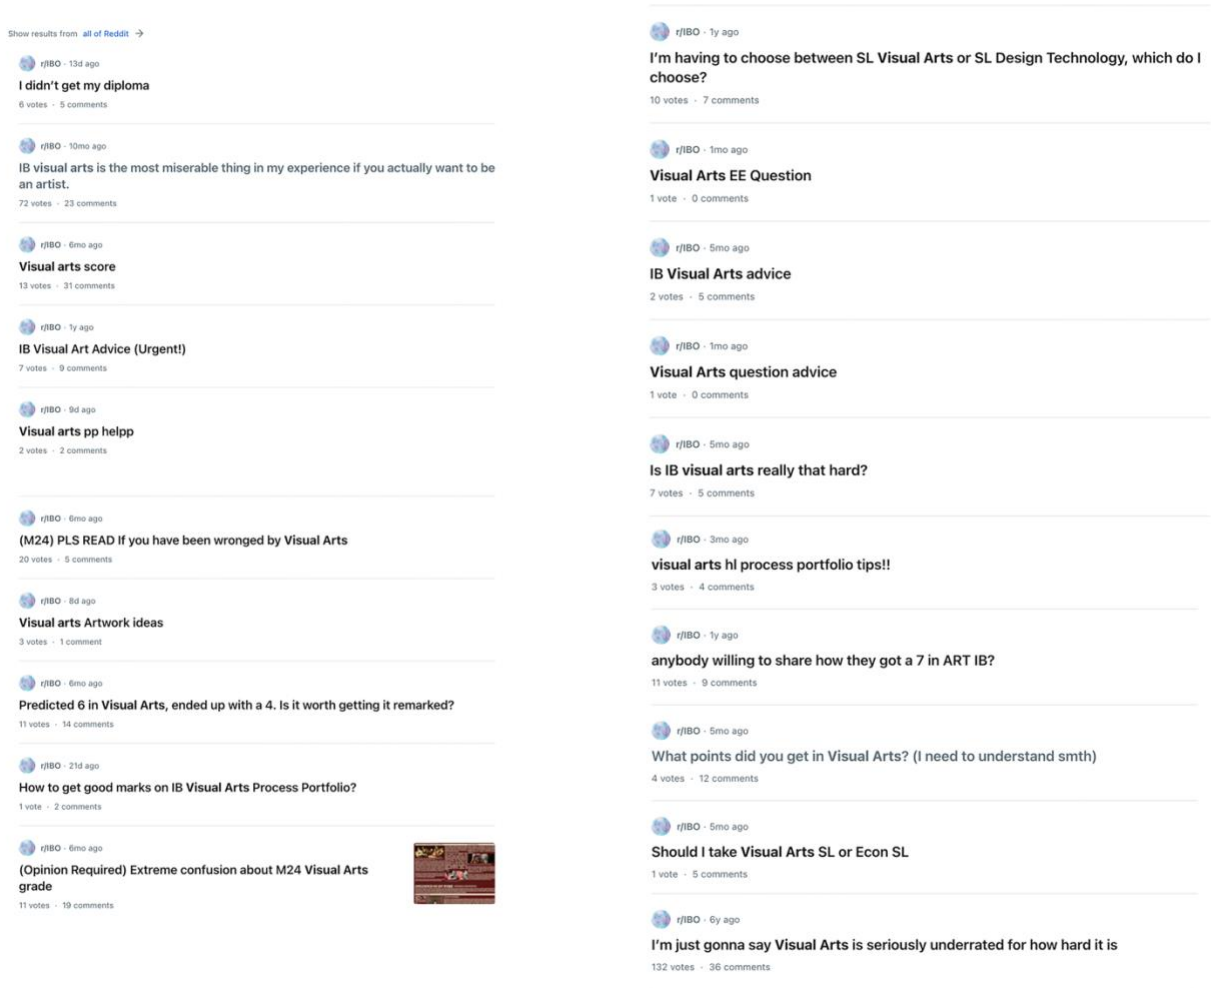 Show results from all of Reddit →
r/IBO · 13d ago
I didn't get my diploma
6 votes · 5 comments
r/IBO · 10mo ago
IB visual arts is the most miserable thing in my experience if you actually want to be
an artist.
72 votes · 23 comments
r/IBO · 6mo ago
Visual arts score
13 votes · 31 comments
r/IBO · 1y ago
IB Visual Art Advice (Urgent!)
7 votes · 9 comments
r/IBO · 9d ago
Visual arts pp helpp
2 votes · 2 comments
r/IBO · 6mo ago
(M24) PLS READ If you have been wronged by Visual Arts
20 votes · 5 comments
r/IBO · 8d ago
Visual arts Artwork ideas
3 votes · 1 comment
r/IBO · 6mo ago
Predicted 6 in Visual Arts, ended up with a 4. Is it worth getting it remarked?
11 votes · 14 comments
r/IBO · 21d ago
How to get good marks on IB Visual Arts Process Portfolio?
1 vote · 2 comments
r/IBO · 6mo ago
(Opinion Required) Extreme confusion about M24 Visual Arts
grade
11 votes · 19 comments
r/IBO · 1y ago
I'm having to choose between SL Visual Arts or SL Design Technology, which do I
choose?
10 votes · 7 comments
r/IBO · 1mo ago
Visual Arts EE Question
1 vote · 0 comments
r/IBO · 5mo ago
IB Visual Arts advice
2 votes · 5 comments
r/IBO · 1mo ago
Visual Arts question advice
1 vote · 0 comments
r/IBO · 5mo ago
Is IB visual arts really that hard?
7 votes · 5 comments
r/IBO · 3mo ago
visual arts hl process portfolio tips!!
3 votes · 4 comments
r/IBO · 1y ago
anybody willing to share how they got a 7 in ART IB?
11 votes · 9 comments
r/IBO · 5mo ago
What points did you get in Visual Arts? (I need to understand smth)
4 votes · 12 comments
r/IBO · 5mo ago
Should I take Visual Arts SL or Econ SL
1 vote · 5 comments
r/IBO · 6y ago
I'm just gonna say Visual Arts is seriously underrated for how hard it is
132 votes · 36 comments